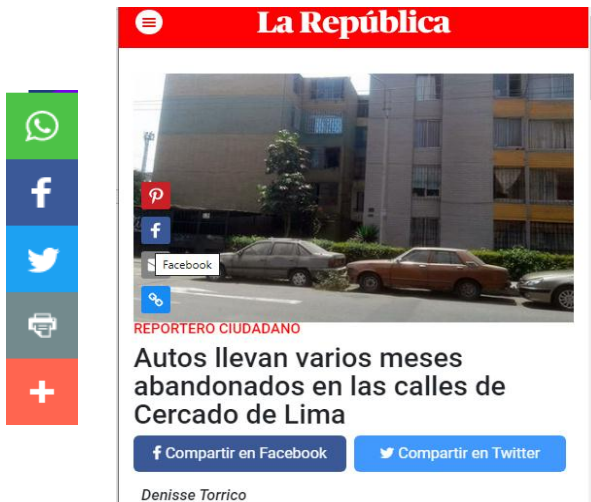 La República
Facebook
REPORTERO CIUDADANO
Autos llevan varios meses
abandonados en las calles de
Cercado de Lima
Compartir en Facebook
Compartir en Twitter
Denisse Torrico